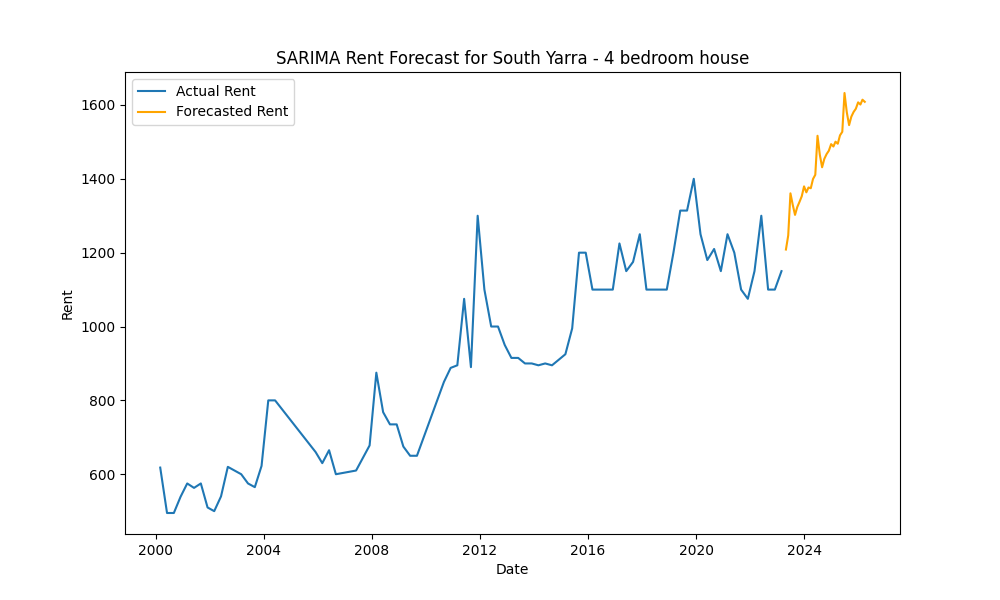 SARIMA Rent Forecast for South Yarra - 4 bedroom house
Actual Rent
Forecasted Rent
1600
1400
1200
1000
800
600
Rent
2000 2004 2008 2012 2016 2020 2024
Date